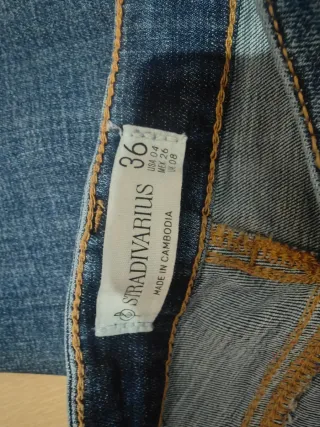 36
USA 04
MEX 26
UK 08
STRADIVARIUS
MADE IN CAMBODIA